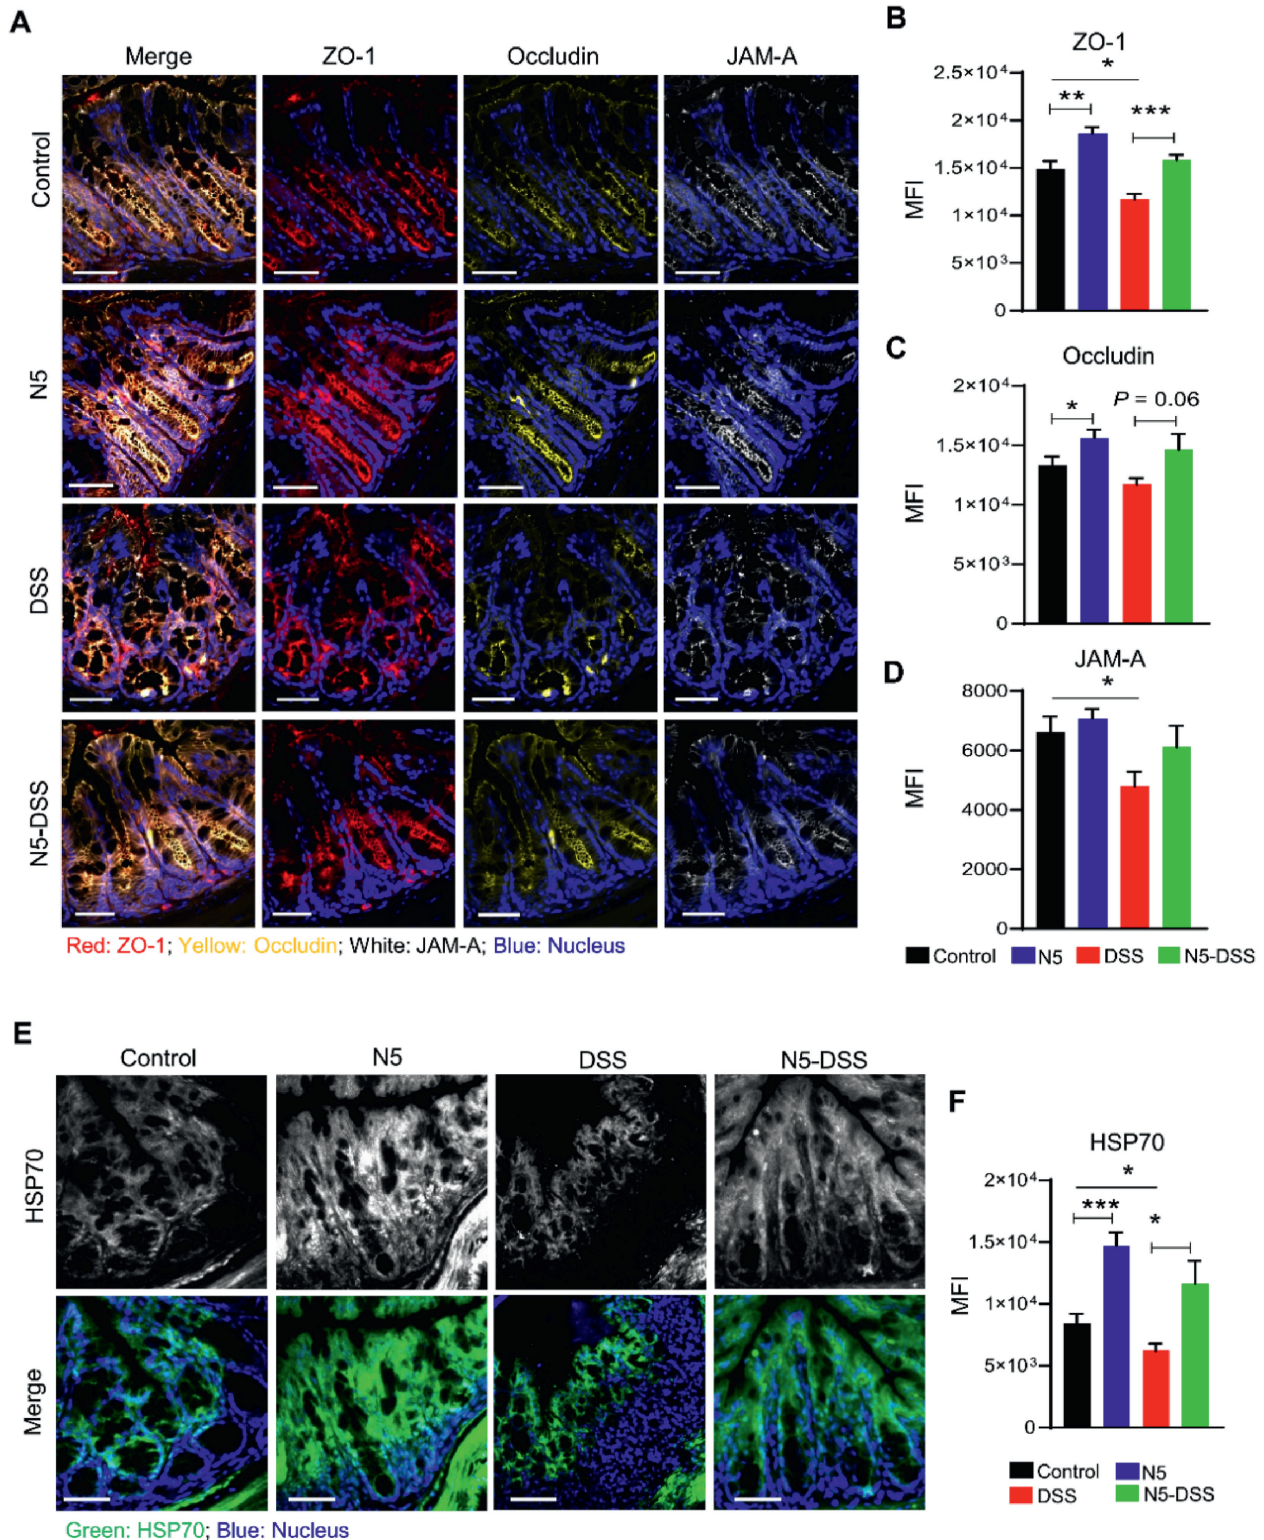 A
Merge ZO-1 Occludin JAM-A
Control
N5
DSS
N5-DSS
Red: ZO-1; Yellow: Occludin; White: JAM-A; Blue: Nucleus
B
ZO-1
*
** ***
MFI
2.5×10⁴
2×10⁴
1.5×10⁴
1×10⁴
5×10³
0
C
Occludin
* P = 0.06
MFI
2×10⁴
1.5×10⁴
1×10⁴
5×10³
0
D
JAM-A
*
MFI
8000
6000
4000
2000
0
Control N5 DSS N5-DSS
E
Control N5 DSS N5-DSS
HSP70
Merge
Green: HSP70; Blue: Nucleus
F
HSP70
*
*** *
MFI
2×10⁴
1.5×10⁴
1×10⁴
5×10³
0
Control N5
DSS N5-DSS